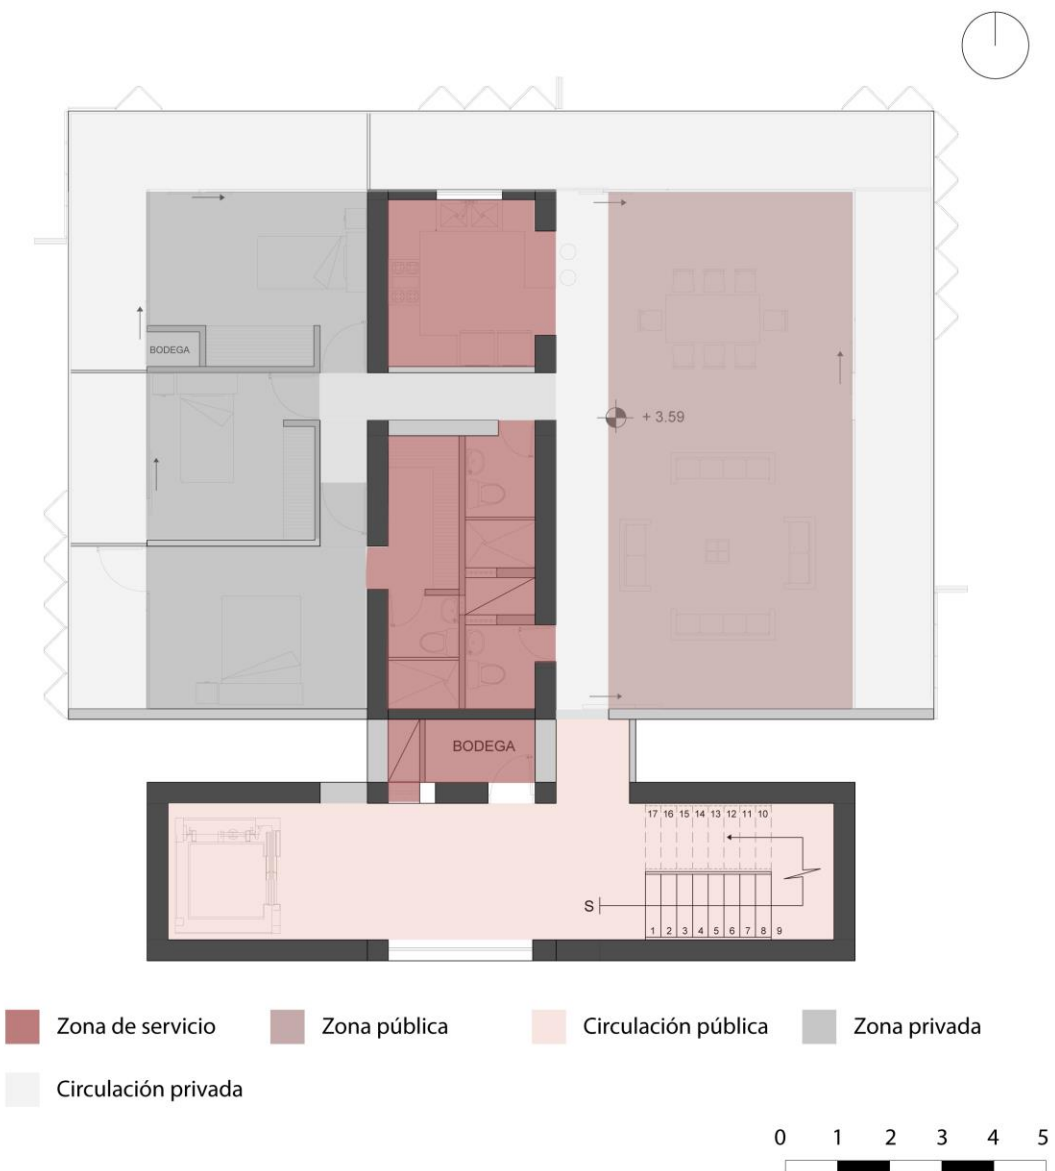 BODEGA
+ 3.59
BODEGA
17 16 15 14 13 12 11 10
S
1 2 3 4 5 6 7 8 9
Zona de servicio
Zona pública
Circulación pública
Zona privada
Circulación privada
0 1 2 3 4 5